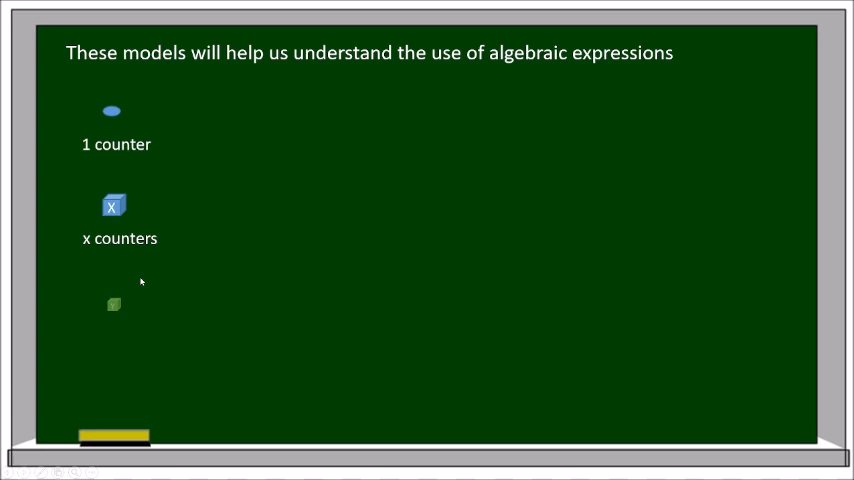 These models will help us understand the use of algebraic expressions
1 counter
X
x counters